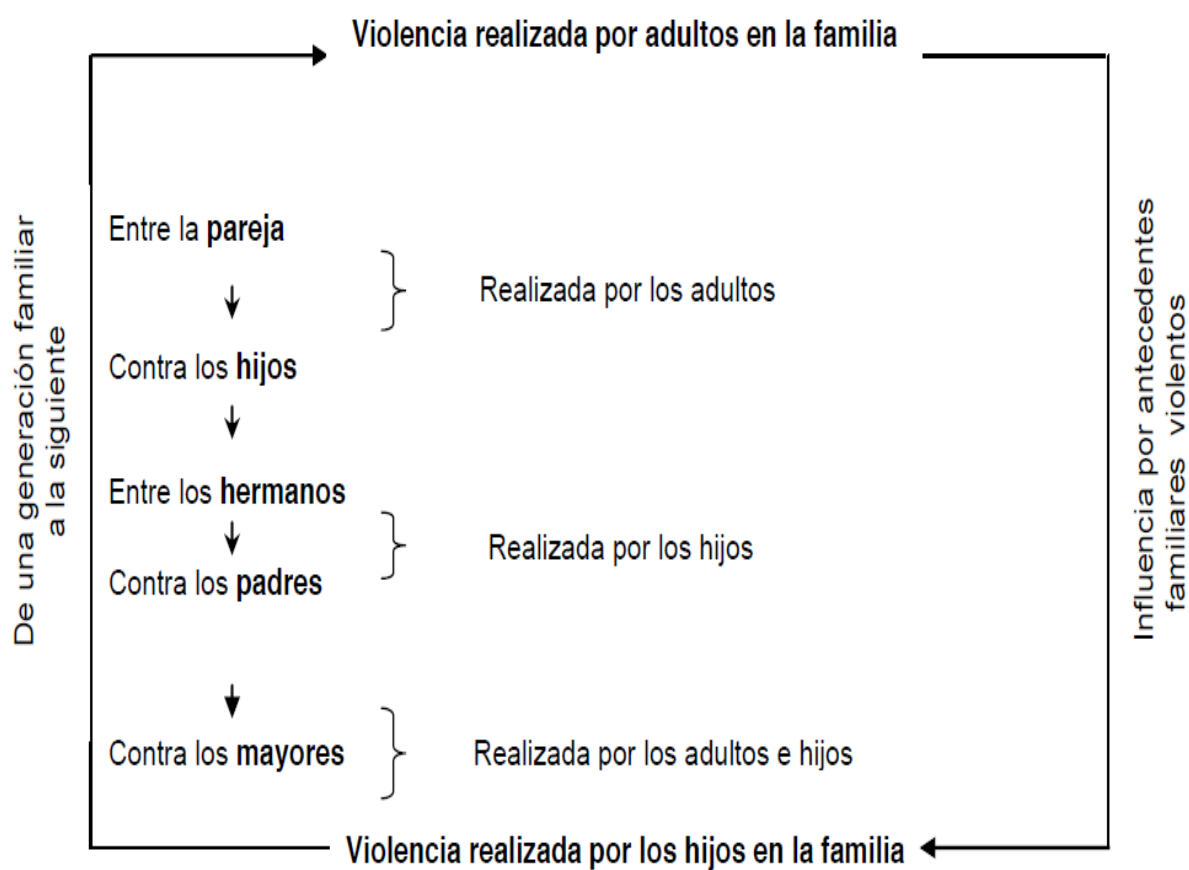 Violencia realizada por adultos en la familia
De una generación familiar
a la siguiente
Entre la pareja
Realizada por los adultos
Contra los hijos
Entre los hermanos
Realizada por los hijos
Contra los padres
Contra los mayores
Realizada por los adultos e hijos
Influencia por antecedentes
familiares violentos
Violencia realizada por los hijos en la familia